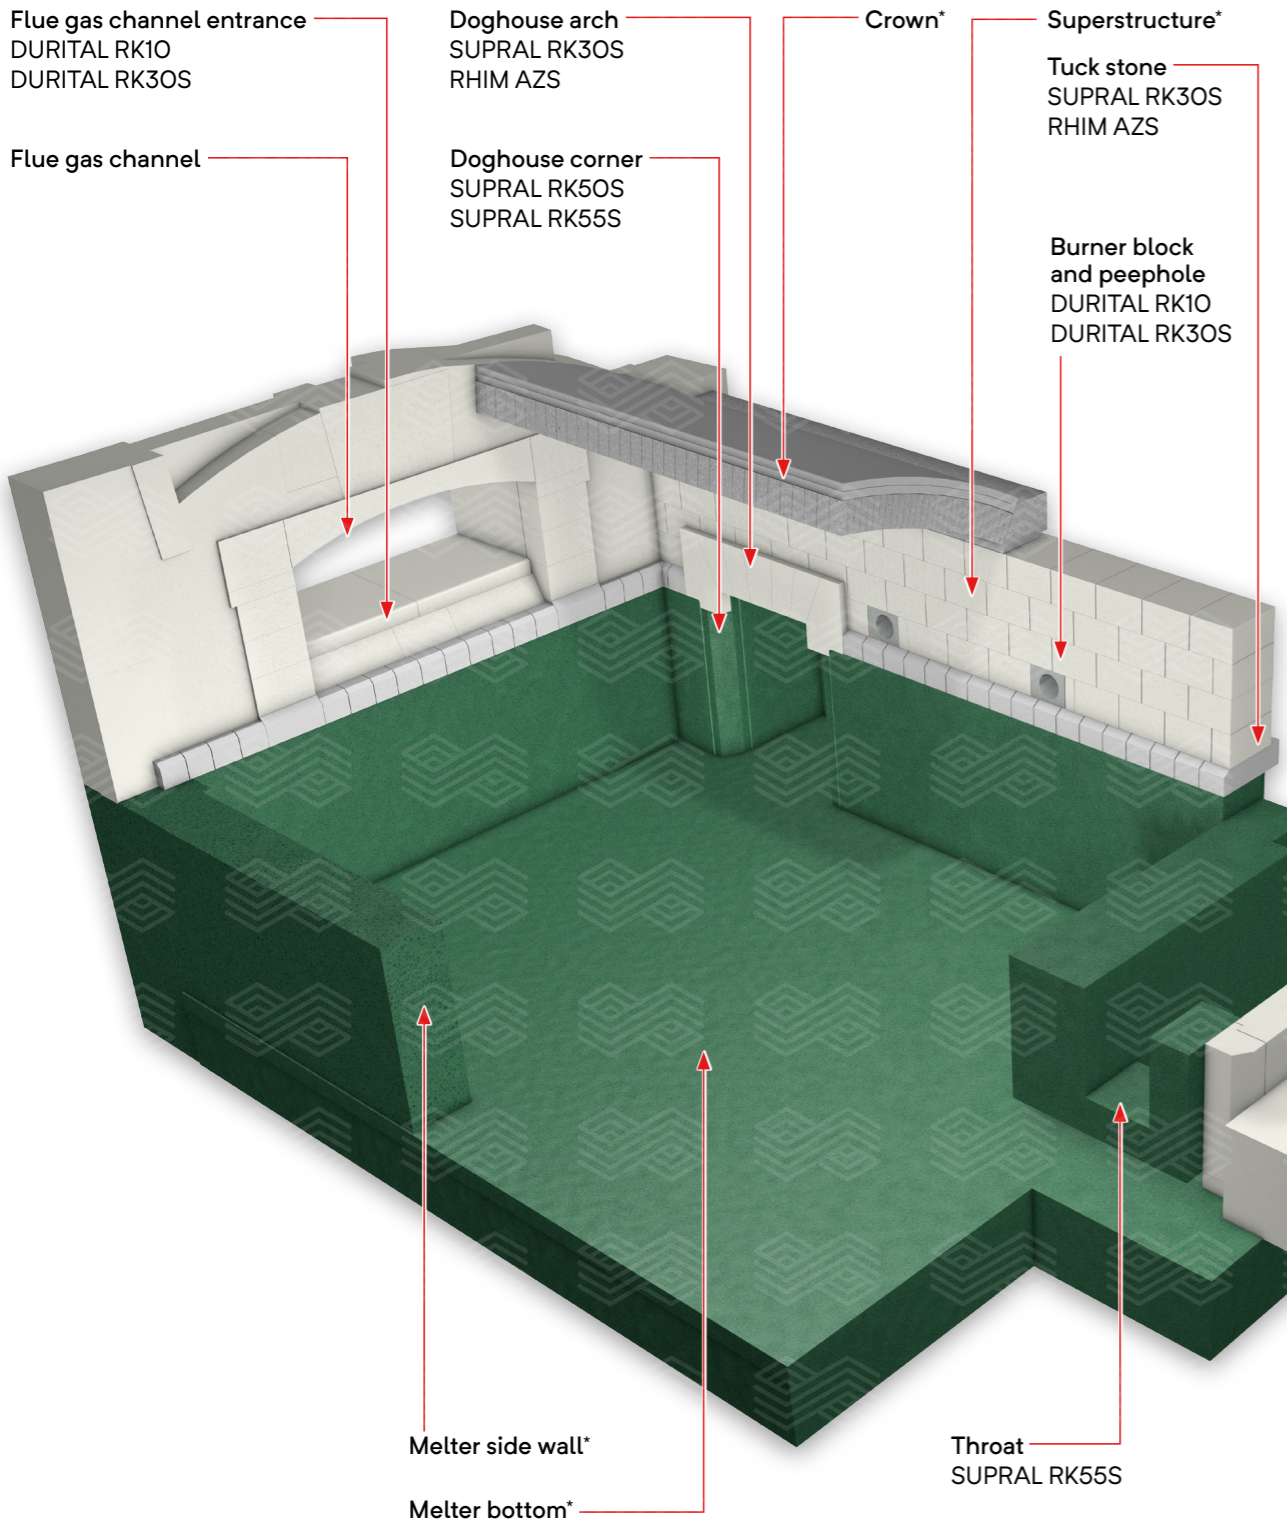 Flue gas channel entrance
DURITAL RK10
DURITAL RK30S
Flue gas channel
Doghouse arch
SUPRAL RK30S
RHIM AZS
Doghouse corner
SUPRAL RK50S
SUPRAL RK55S
Crown*
Superstructure*
Tuck stone
SUPRAL RK30S
RHIM AZS
Burner block
and peephole
DURITAL RK10
DURITAL RK30S
Melter side wall*
Melter bottom*
Throat
SUPRAL RK55S